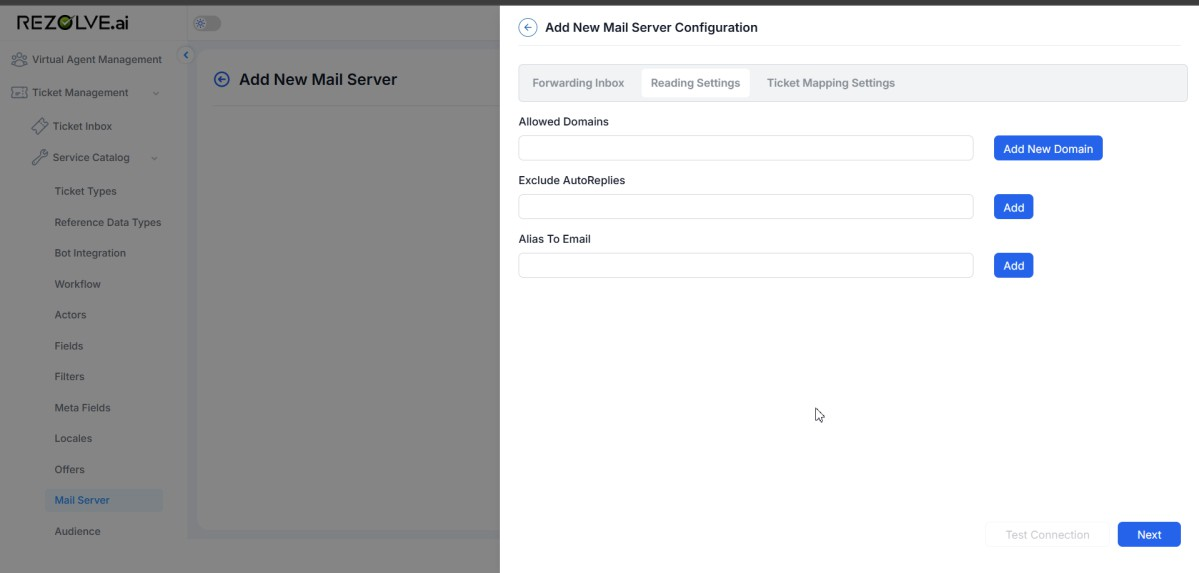 REZOLVE.ai
Virtual Agent Management
Ticket Management
Ticket Inbox
Service Catalog
Ticket Types
Reference Data Types
Bot Integration
Workflow
Actors
Fields
Filters
Meta Fields
Locales
Offers
Mail Server
Audience
Add New Mail Server
Add New Mail Server Configuration
Forwarding Inbox Reading Settings Ticket Mapping Settings
Allowed Domains
Add New Domain
Exclude AutoReplies
Add
Alias To Email
Add
Test Connection Next